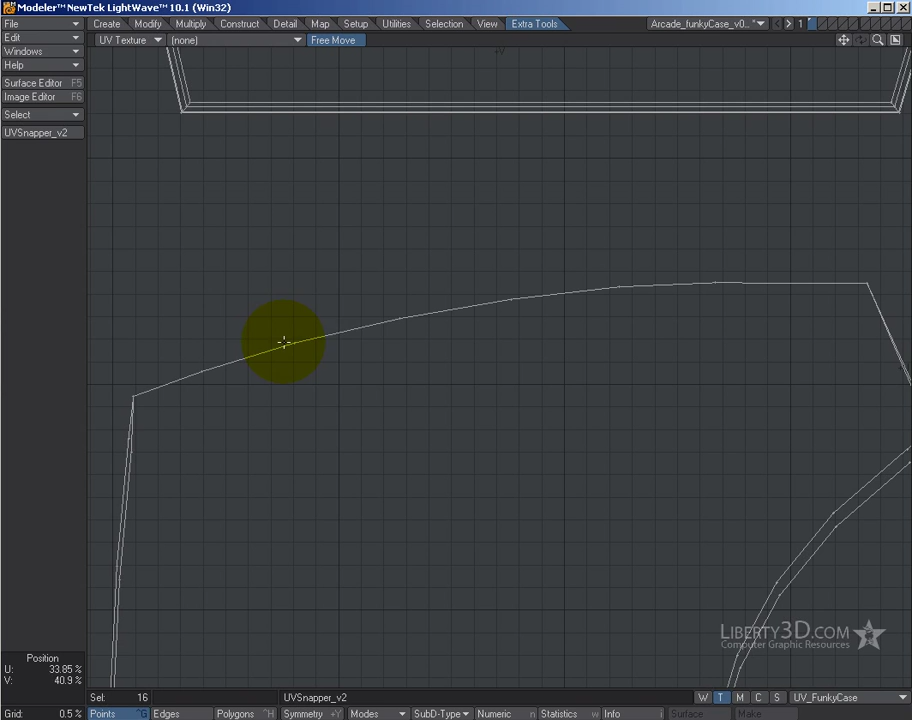 Modeler™ NewTek LightWave™ 10.1 (Win32)
File Create Modify Multiply Construct Detail Map Setup Utilities Selection View Extra Tools Arcade_funkyCase_v0... 1
Edit UV Texture (none) Free Move
Windows
Help
Surface Editor F5
Image Editor F6
Select
UVSnapper_v2
+V
LIBERTY3D.COM
Computer Graphic Resources
Position
U: 33.85 %
V: 40.9 %
Sel: 16 UVSnapper_v2 W T M C S UV_FunkyCase
Grid: 0.5 % Points ^G Edges Polygons ^H Symmetry +Y Modes SubD-Type Numeric n Statistics w Info i Surface Make